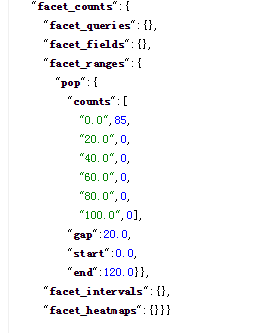 "facet_counts":{
"facet_queries":{},
"facet_fields":{},
"facet_ranges":{
"pop":{
"counts":[
"0.0",85,
"20.0",0,
"40.0",0,
"60.0",0,
"80.0",0,
"100.0",0],
"gap":20.0,
"start":0.0,
"end":120.0}},
"facet_intervals":{},
"facet_heatmaps":{}}}